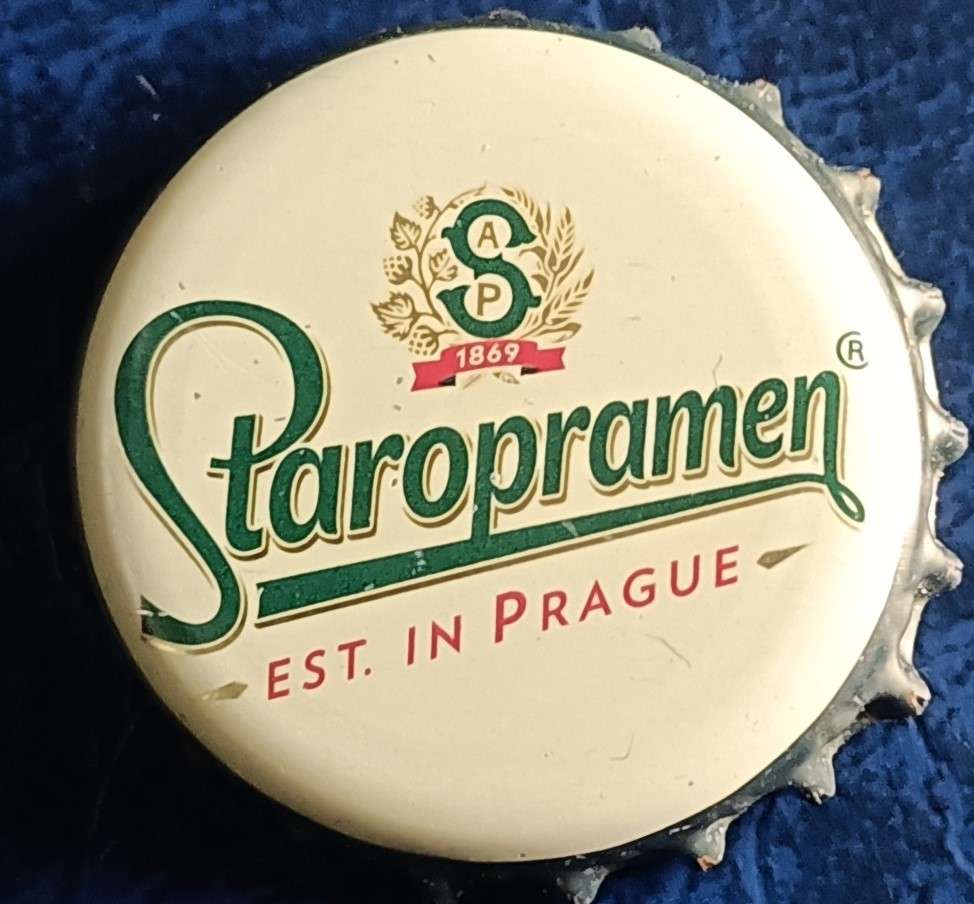 S
A
P
1869
Staropramen®
EST. IN PRAGUE